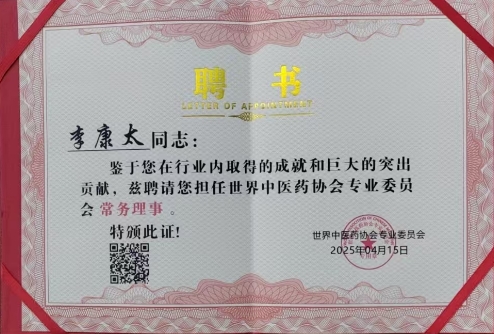 聘 书
LETTER OF APPOINTMENT
李康太同志：
鉴于您在行业内取得的成就和巨大的突出
贡献，兹聘请您担任世界中医药协会专业委员
会 常务理事 。
特颁此证！
世界中医药协会专业委员会
2025年04月15日